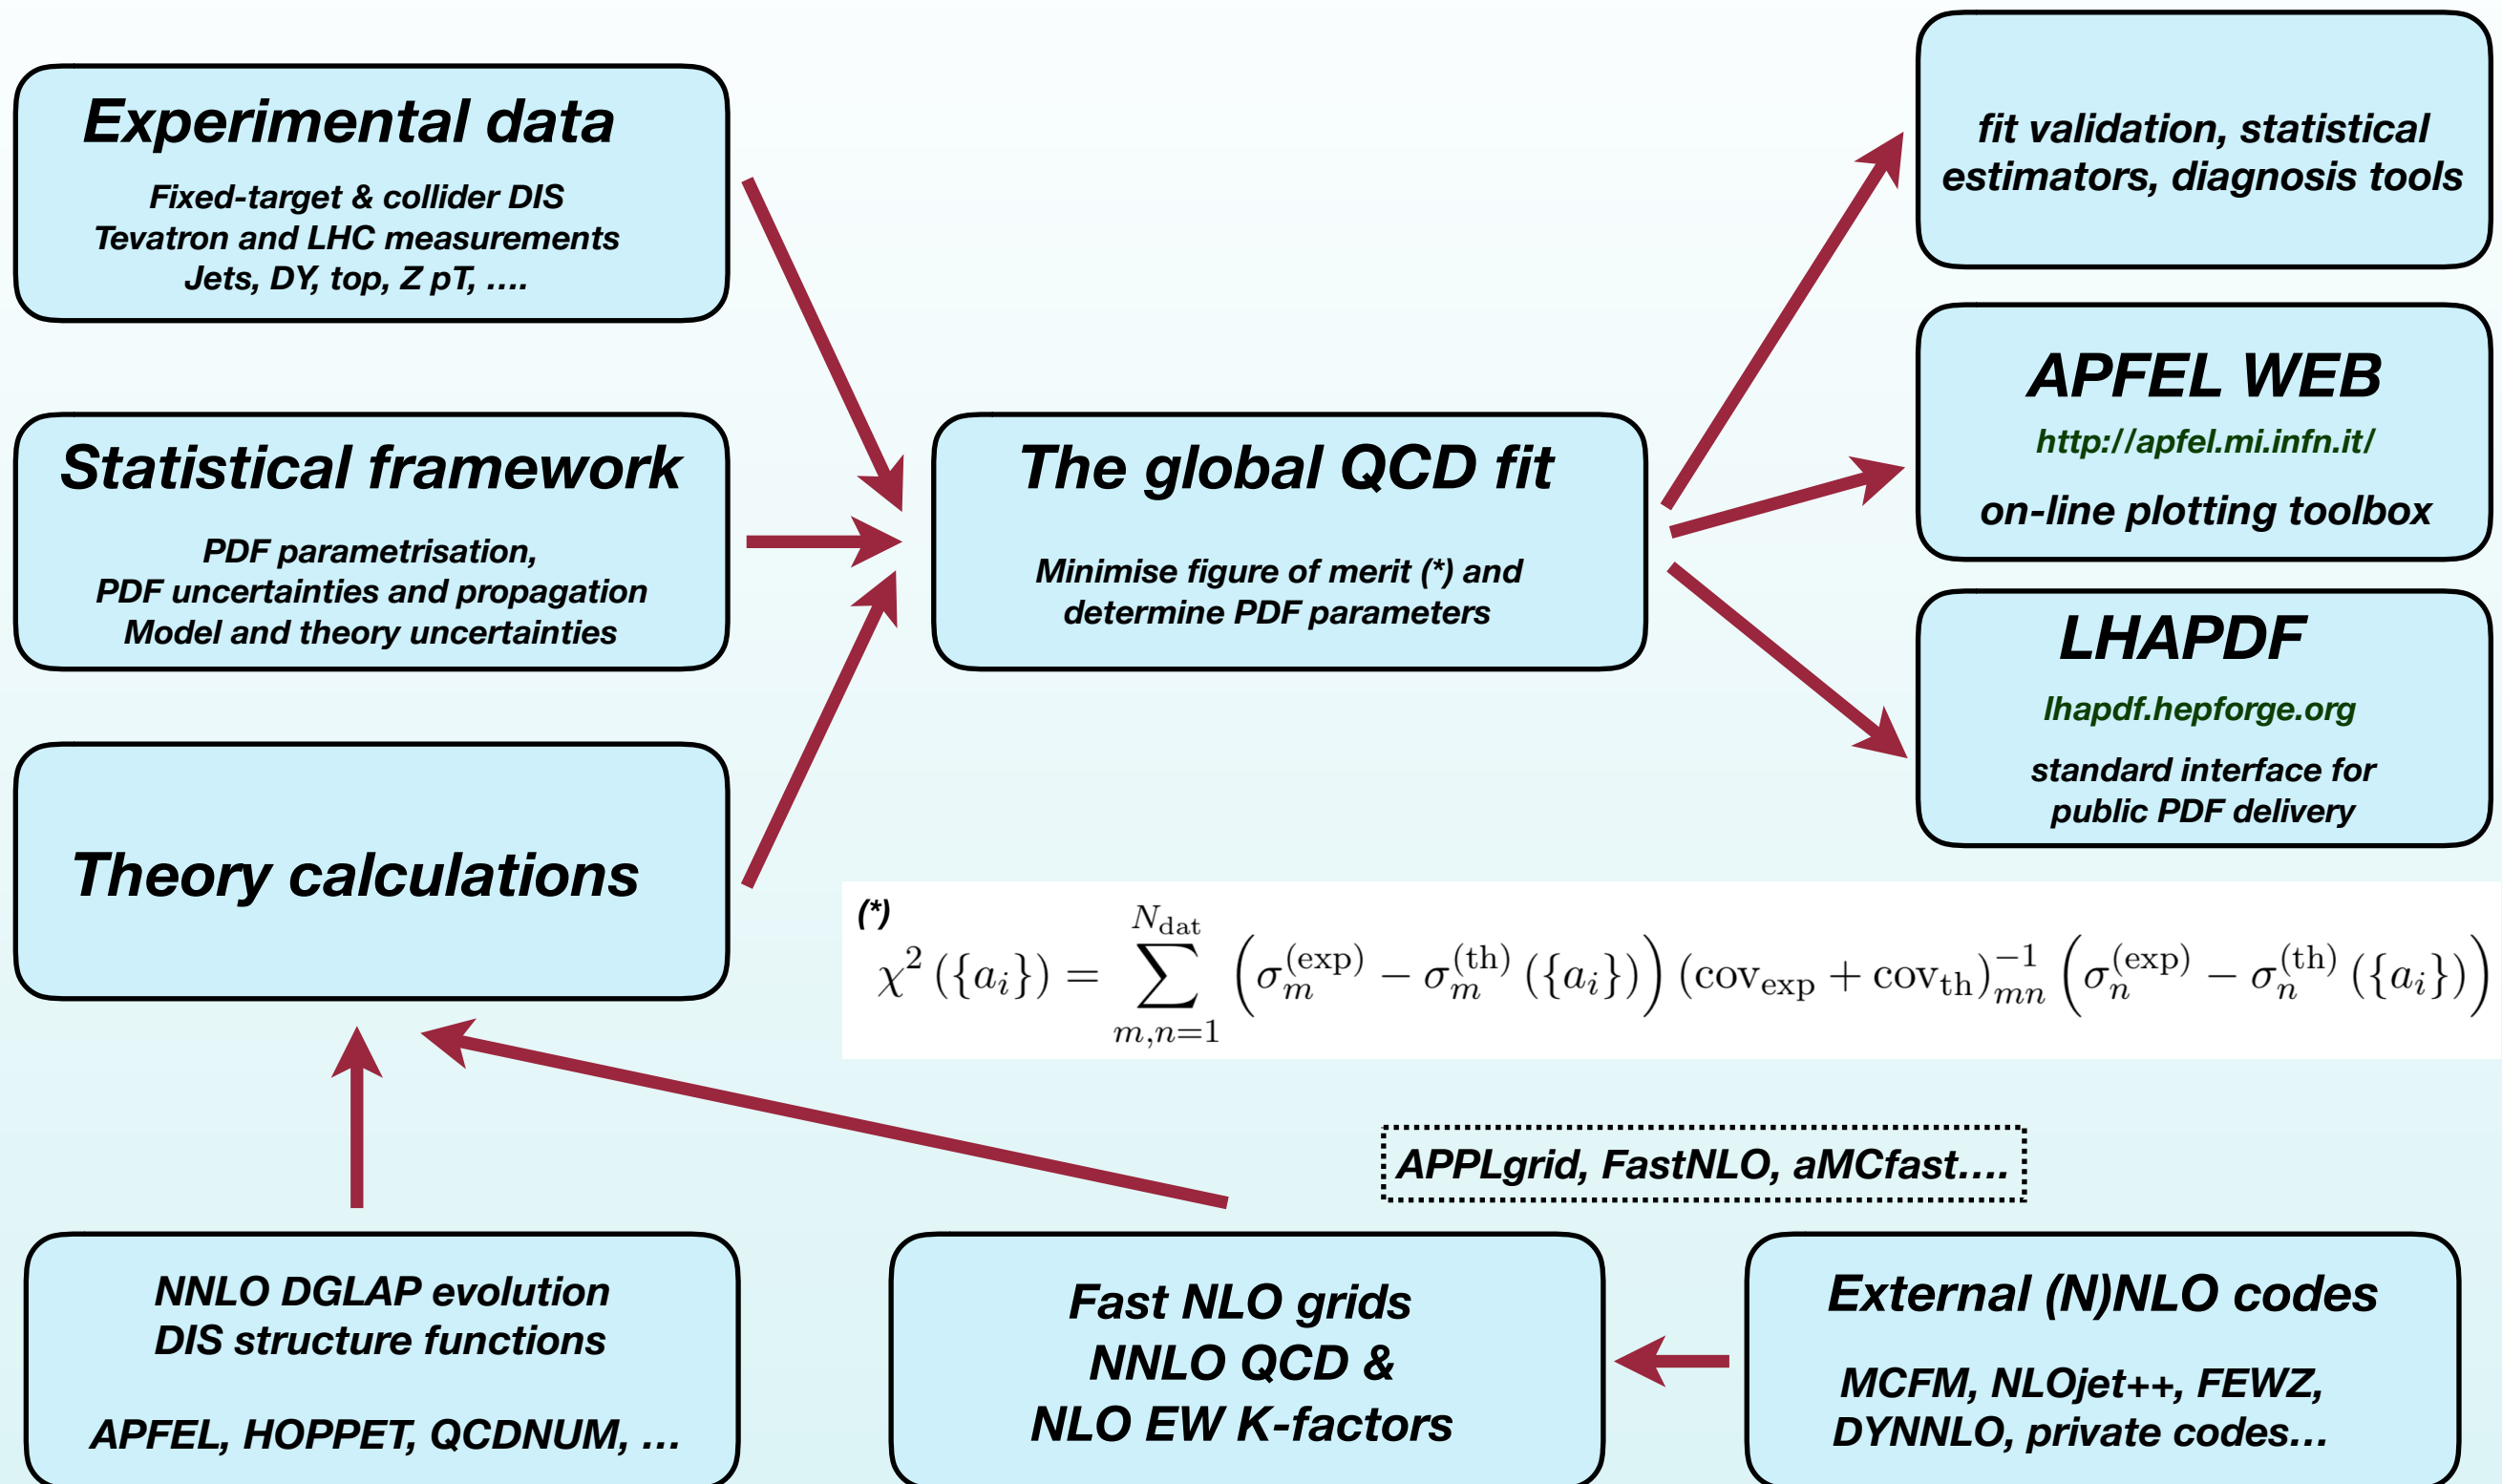 Experimental data
Fixed-target & collider DIS
Tevatron and LHC measurements
Jets, DY, top, Z pT, ....
Statistical framework
PDF parametrisation,
PDF uncertainties and propagation
Model and theory uncertainties
Theory calculations
The global QCD fit
Minimise figure of merit (*) and
determine PDF parameters
fit validation, statistical
estimators, diagnosis tools
APFEL WEB
http://apfel.mi.infn.it/
on-line plotting toolbox
LHAPDF
lhapdf.hepforge.org
standard interface for
public PDF delivery
(*)
χ² ({a_i}) = ∑_{m,n=1}^{N_dat} (σ_m^{(exp)} − σ_m^{(th)} ({a_i})) (cov_exp + cov_th)^{−1}_{mn} (σ_n^{(exp)} − σ_n^{(th)} ({a_i}))
APPLgrid, FastNLO, aMCfast....
NNLO DGLAP evolution
DIS structure functions
APFEL, HOPPET, QCDNUM, ...
Fast NLO grids
NNLO QCD &
NLO EW K-factors
External (N)NLO codes
MCFM, NLOjet++, FEWZ,
DYNNLO, private codes...